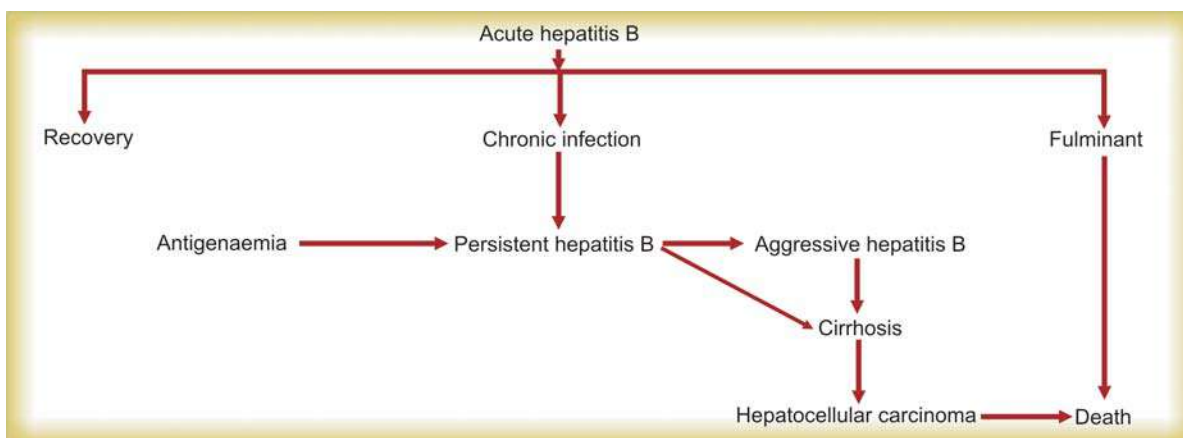 Acute hepatitis B
Recovery
Chronic infection
Fulminant
Antigenaemia
Persistent hepatitis B
Aggressive hepatitis B
Cirrhosis
Hepatocellular carcinoma
Death